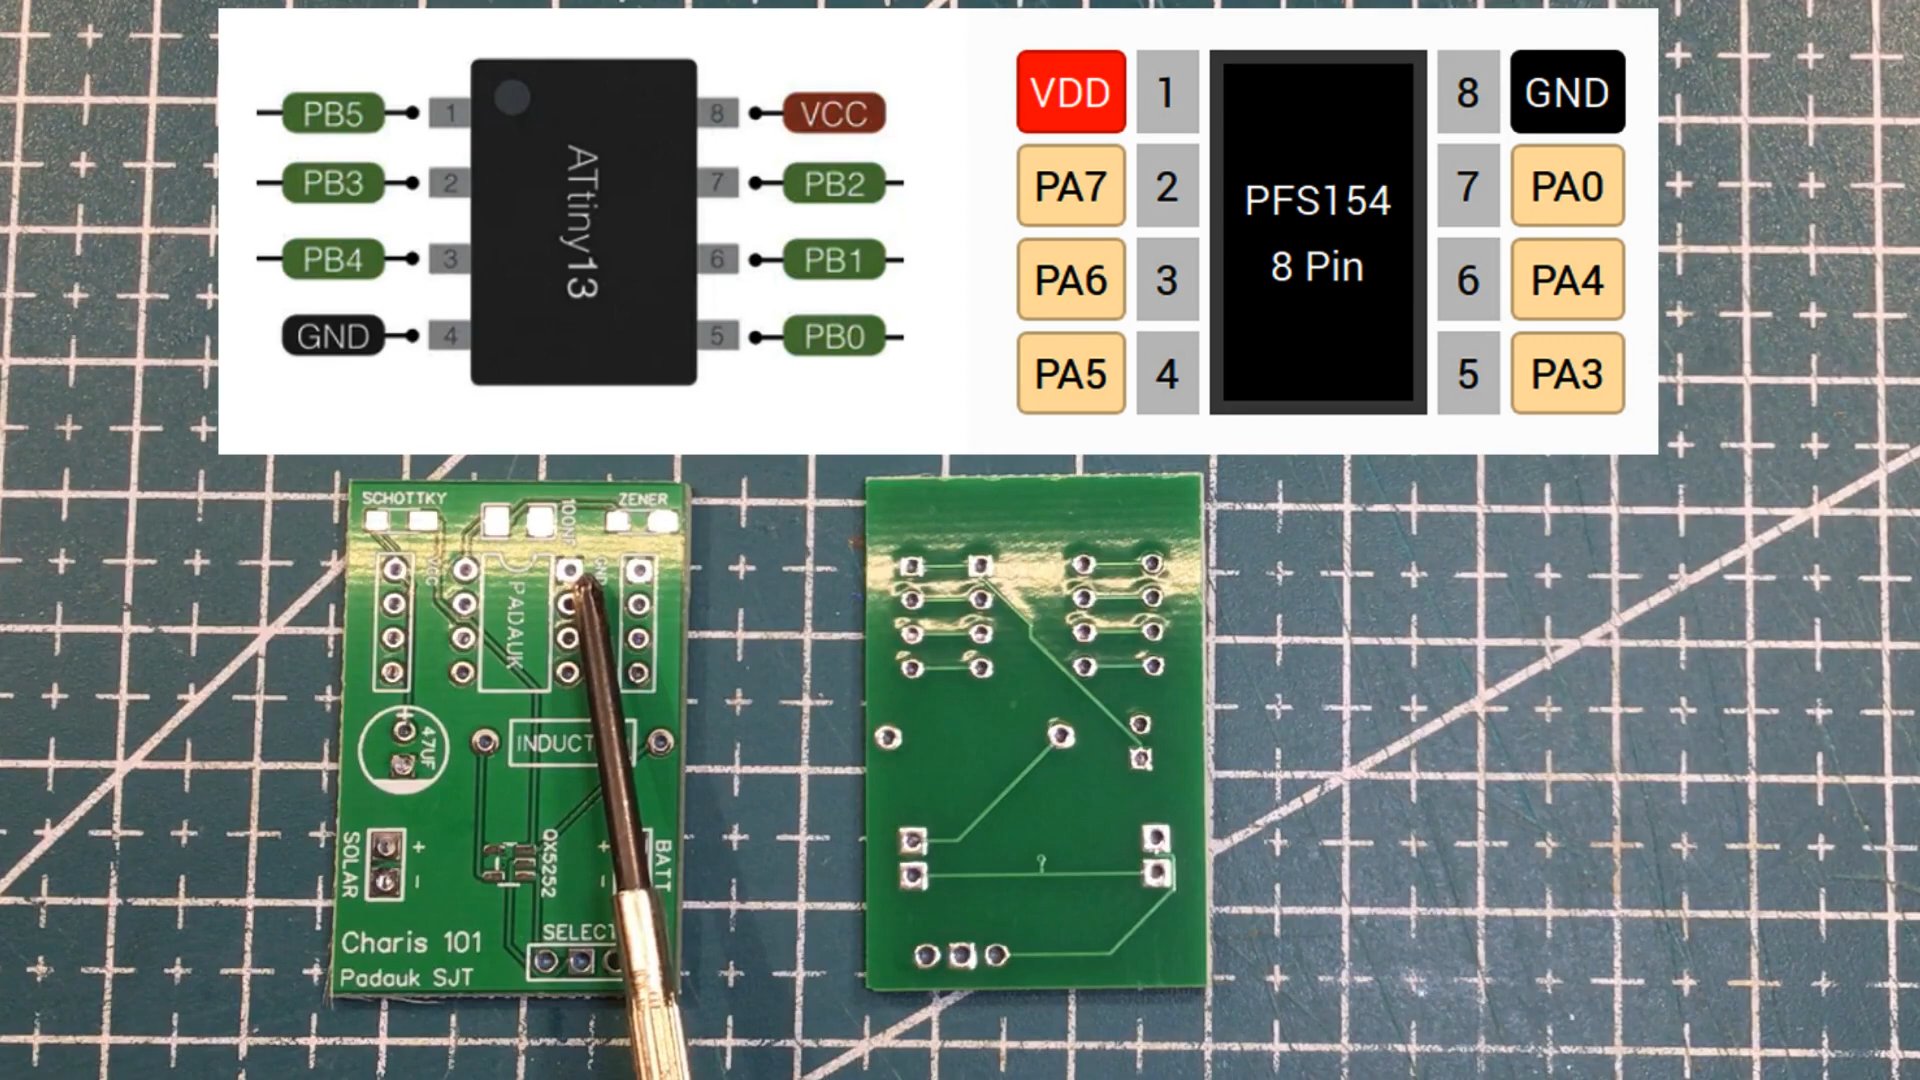 PB5 1 8 VCC
PB3 2 7 PB2
PB4 3 6 PB1
GND 4 5 PB0
ATtiny13
VDD 1 8 GND
PA7 2 7 PA0
PA6 3 6 PA4
PA5 4 5 PA3
PFS154
8 Pin
SCHOTTKY
100NF
ZENER
VCC
GND
PADAUK
+
47UF
INDUCT
SOLAR
+
-
QX5252
+
-
BATT
SELECT
Charis 101
Padauk SJT
?